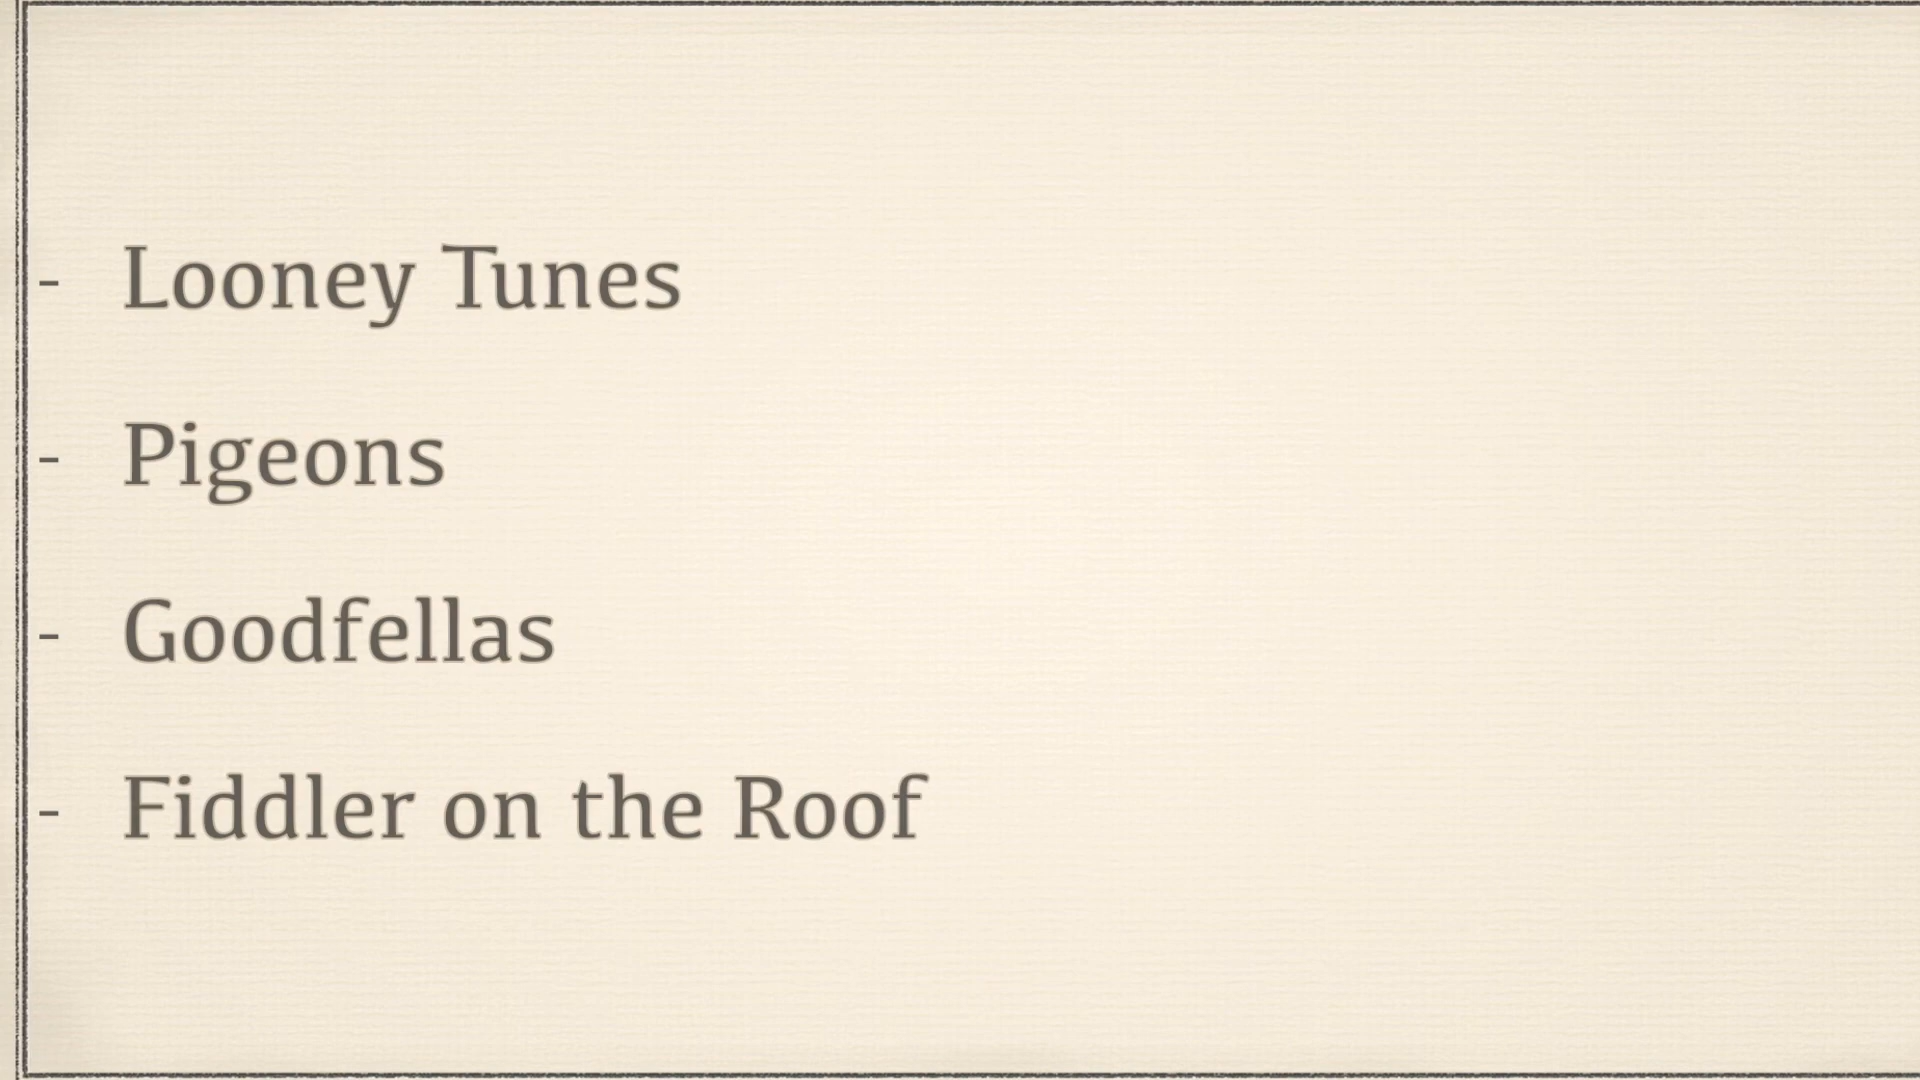 - Looney Tunes
- Pigeons
- Goodfellas
- Fiddler on the Roof